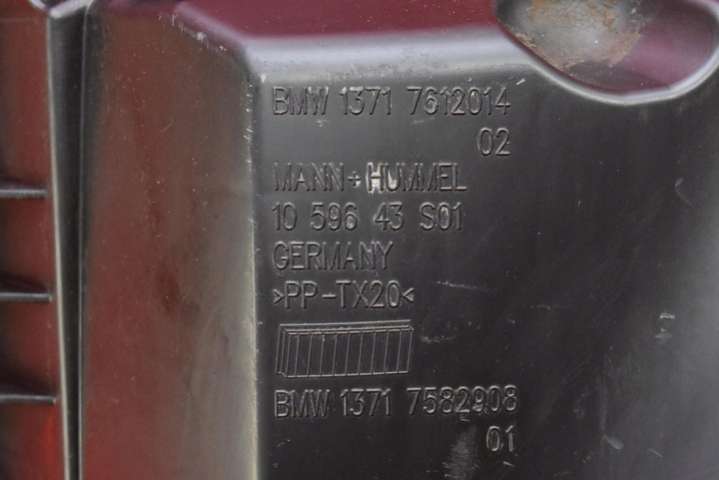 BMW 1371 7612014
02
MANN+HUMMEL
10 596 43 S01
GERMANY
>PP-TX20<
BMW 1371 7582908
01